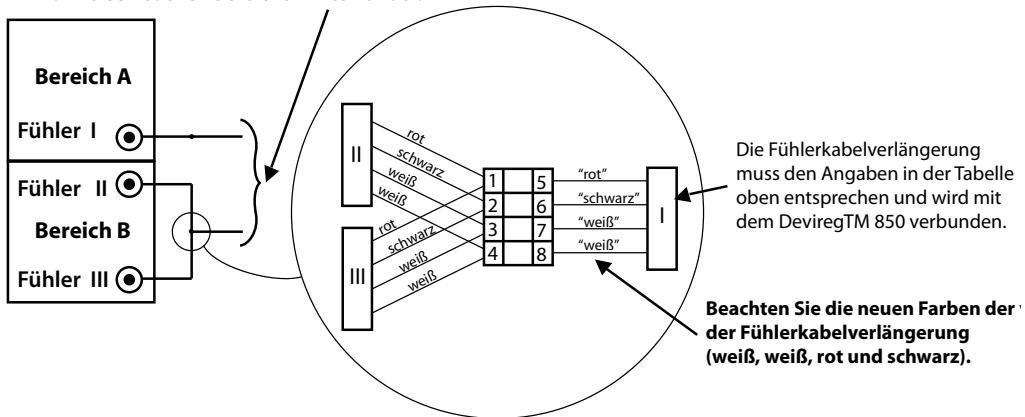 Bereich A
Fühler I
Fühler II
Bereich B
Fühler III
II
rot
schwarz
weiß
weiß
III
rot
schwarz
weiß
weiß
1 5
2 6
3 7
4 8
"rot"
"schwarz"
"weiß"
"weiß"
I
Die Fühlerkabelverlängerung
muss den Angaben in der Tabelle
oben entsprechen und wird mit
dem DeviregTM 850 verbunden.
Beachten Sie die neuen Farben der
der Fühlerkabelverlängerung
(weiß, weiß, rot und schwarz).